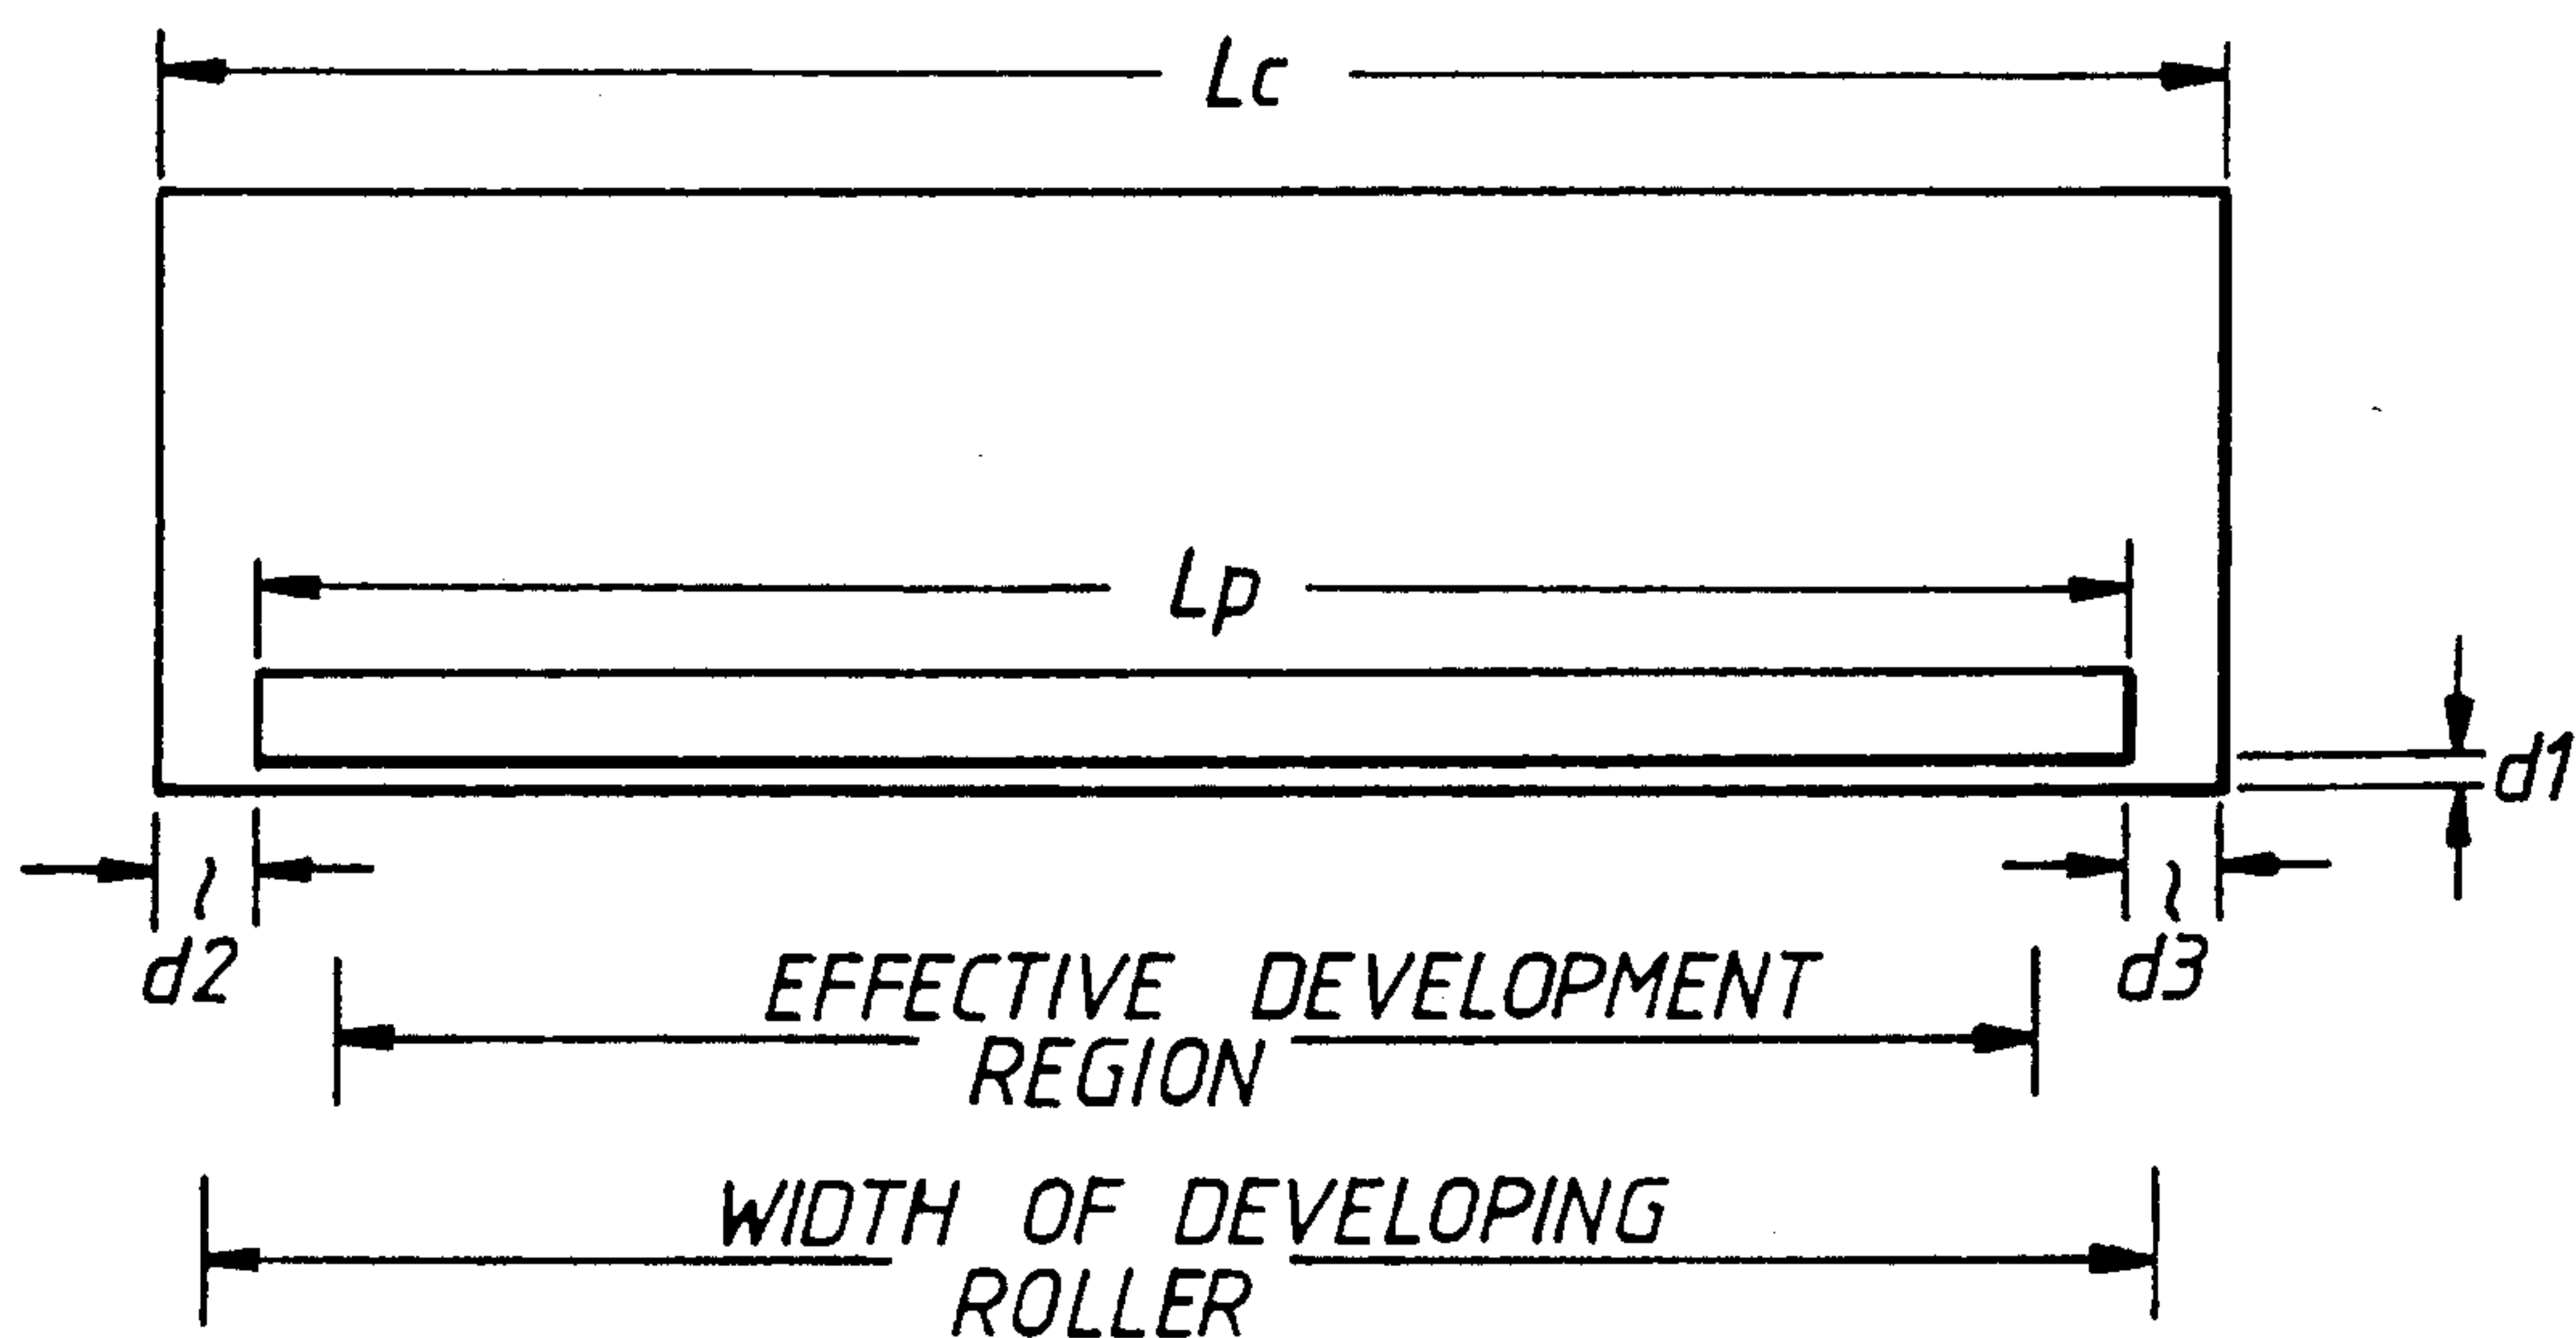 Lc
Lp
d1
d2
d3
EFFECTIVE DEVELOPMENT
REGION
WIDTH OF DEVELOPING
ROLLER